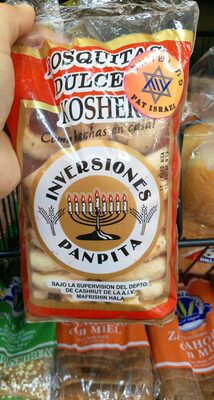 ROSQUITAS
DULCES
KOSHER
Como hechas en casa!
PAT ISRAEL
INVERSIONES
PANPITA
BAJO LA SUPERVISION DEL DEPTO.
DE CASHRUT DE LA A.I.V.
MAFRISHIN HALA
D MIEL